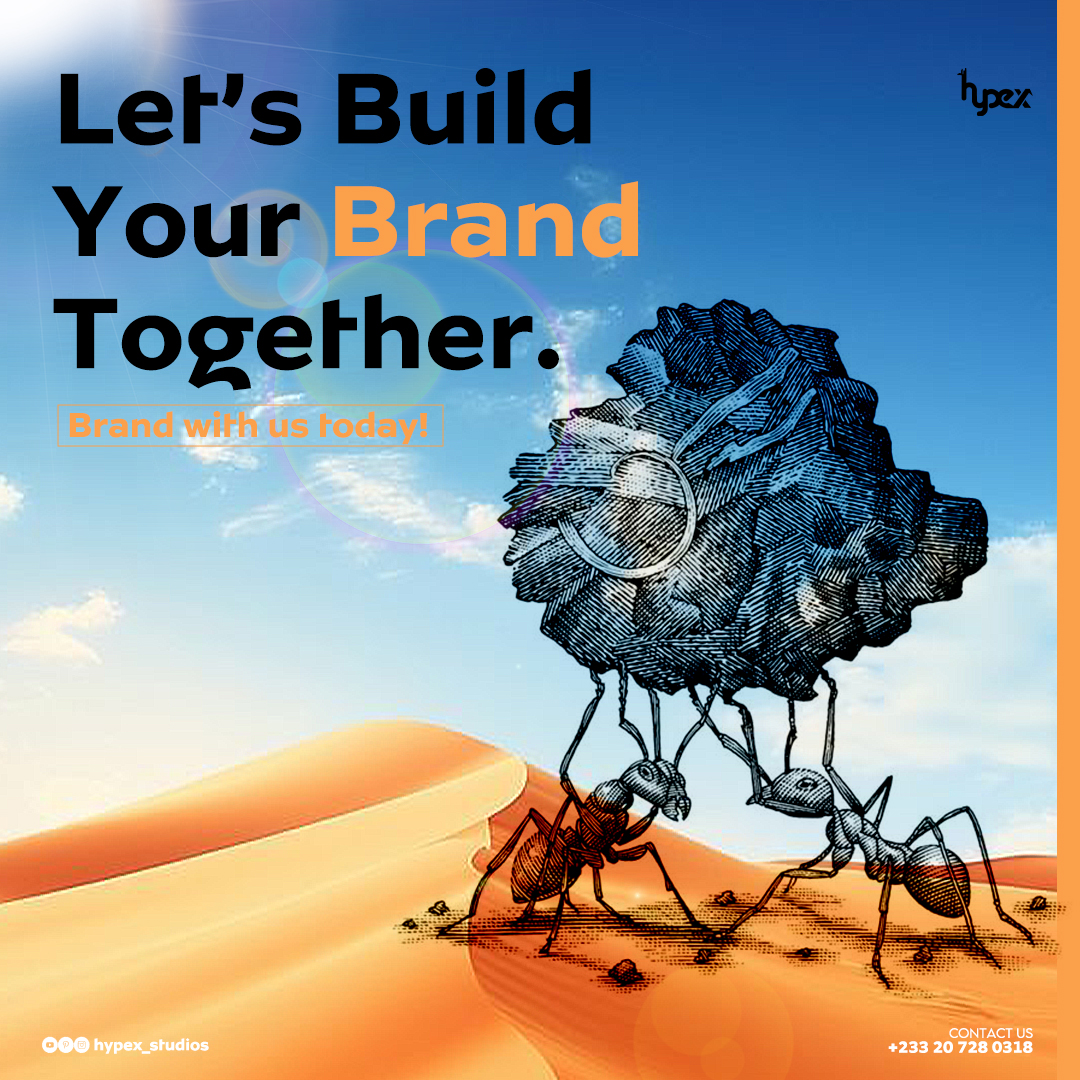 Let's Build
hypex
Your Brand
Together.
Brand with us today!
hypex_studios
CONTACT US
+233 20 728 0318